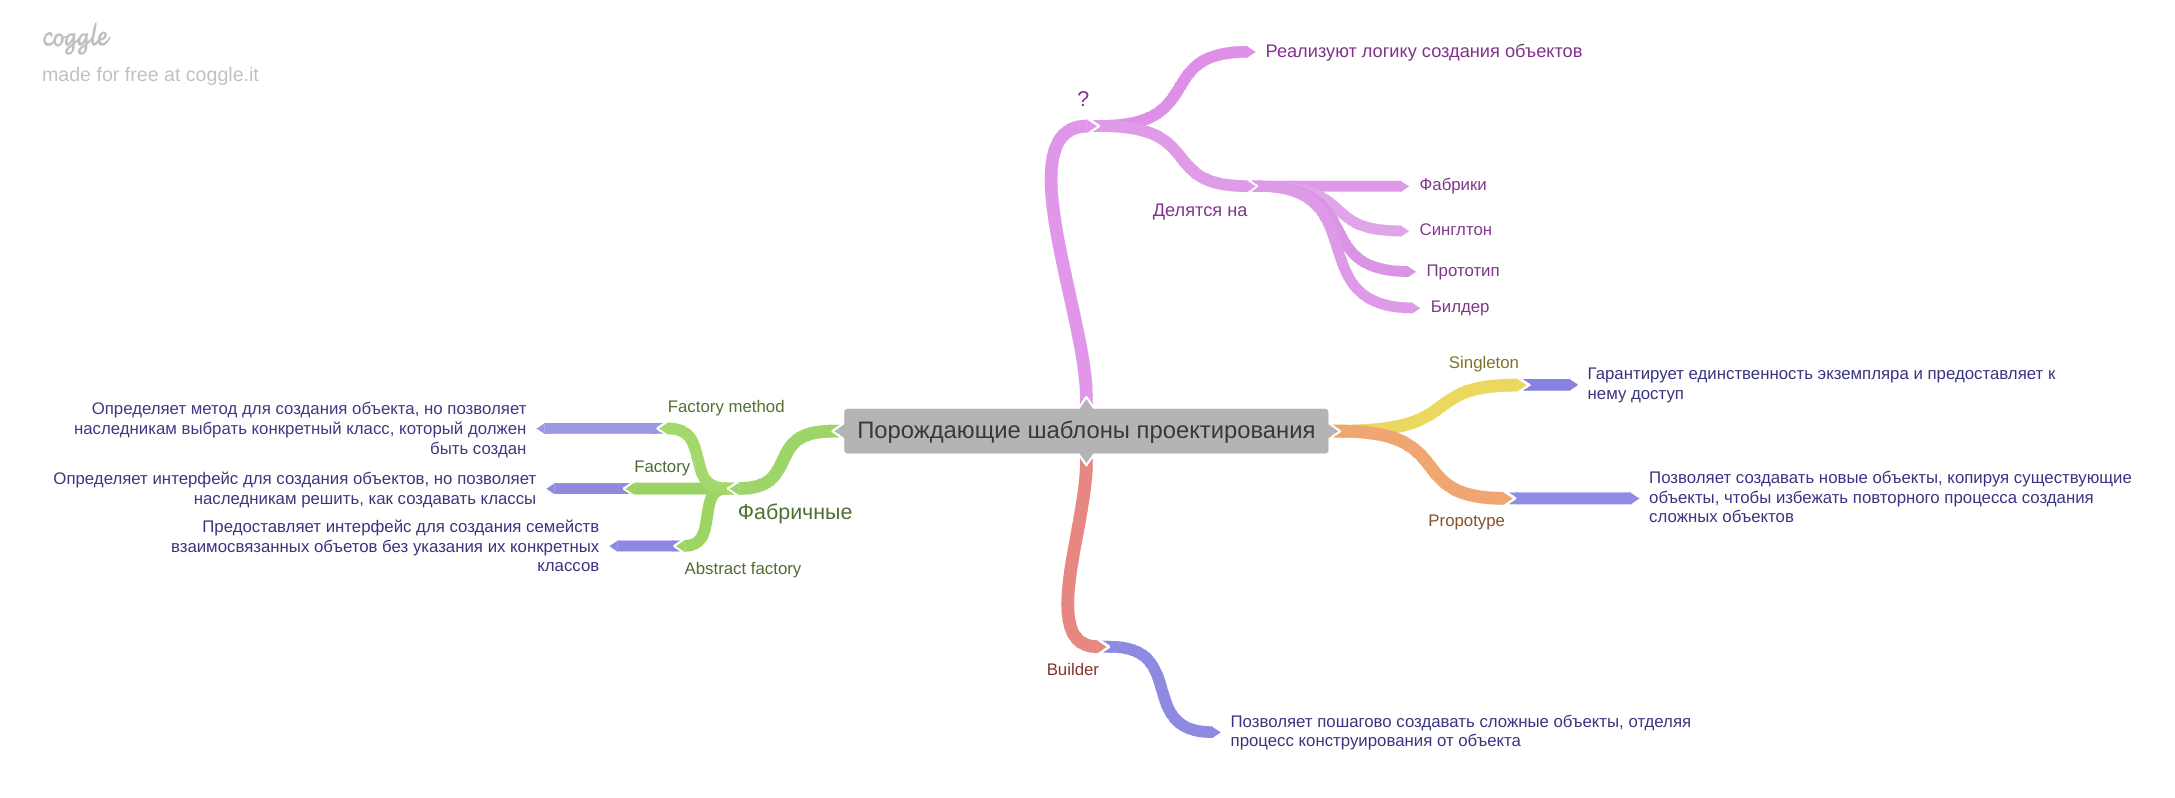 coggle
made for free at coggle.it
?
Реализуют логику создания объектов
Делятся на
Фабрики
Синглтон
Прототип
Билдер
Singleton
Гарантирует единственность экземпляра и предоставляет к
нему доступ
Порождающие шаблоны проектирования
Propotype
Позволяет создавать новые объекты, копируя существующие
объекты, чтобы избежать повторного процесса создания
сложных объектов
Фабричные
Factory method
Определяет метод для создания объекта, но позволяет
наследникам выбрать конкретный класс, который должен
быть создан
Factory
Определяет интерфейс для создания объектов, но позволяет
наследникам решить, как создавать классы
Abstract factory
Предоставляет интерфейс для создания семейств
взаимосвязанных объетов без указания их конкретных
классов
Builder
Позволяет пошагово создавать сложные объекты, отделяя
процесс конструирования от объекта